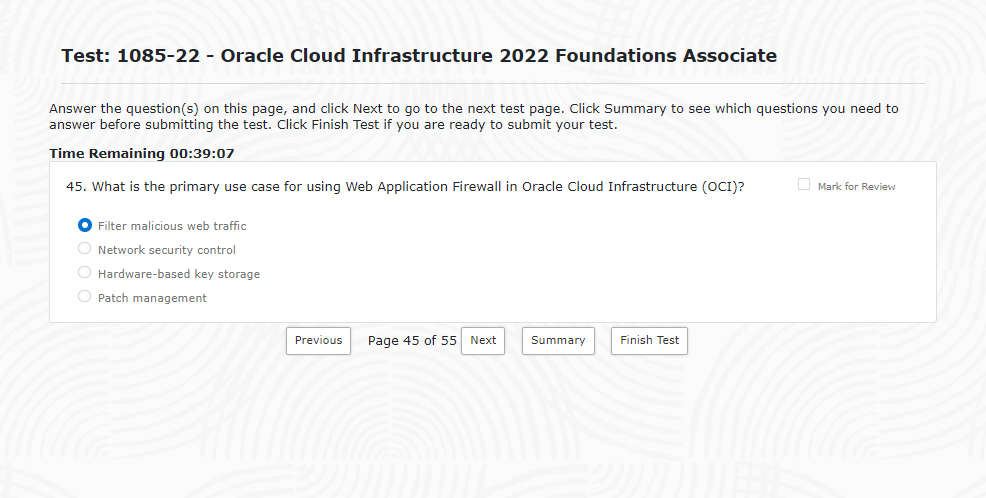 Test: 1085-22 - Oracle Cloud Infrastructure 2022 Foundations Associate
Answer the question(s) on this page, and click Next to go to the next test page. Click Summary to see which questions you need to
answer before submitting the test. Click Finish Test if you are ready to submit your test.
Time Remaining 00:39:07
45. What is the primary use case for using Web Application Firewall in Oracle Cloud Infrastructure (OCI)? Mark for Review
Filter malicious web traffic
Network security control
Hardware-based key storage
Patch management
Previous Page 45 of 55 Next Summary Finish Test